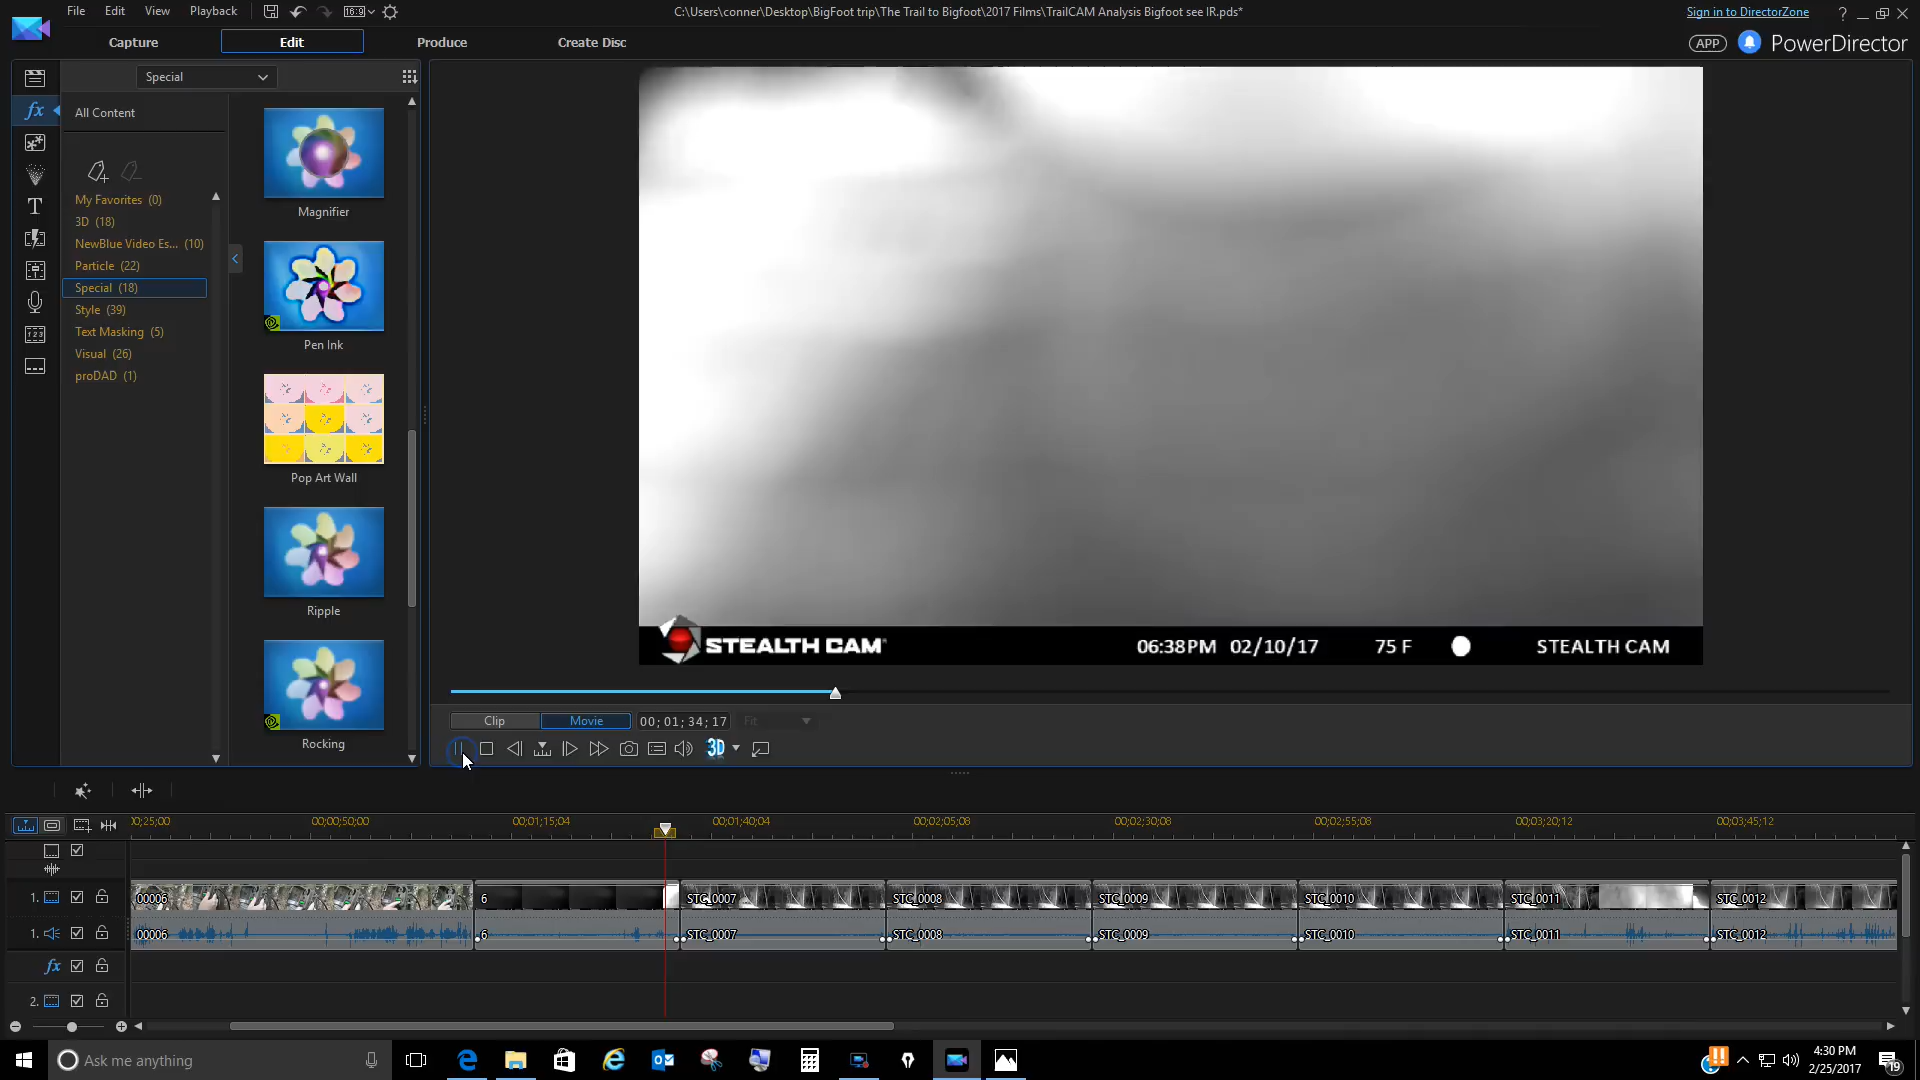 File Edit View Playback 16:9
C:\Users\conner\Desktop\BigFoot trip\The Trail to Bigfoot\2017 Films\TrailCAM Analysis Bigfoot see IR.pds*
Sign in to DirectorZone ?
Capture Edit Produce Create Disc
APP PowerDirector
Special
fx
All Content
My Favorites (0)
3D (18)
NewBlue Video Es... (10)
Particle (22)
Special (18)
Style (39)
Text Masking (5)
Visual (26)
proDAD (1)
T
Magnifier
Pen Ink
Pop Art Wall
Ripple
Rocking
STEALTH CAM 06:38PM 02/10/17 75 F STEALTH CAM
Clip Movie 00; 01; 34; 17 Fit
3D
00;25;00 00;00;50;00 00;01;15;04 00;01;40;04 00;02;05;08 00;02;30;08 00;02;55;08 00;03;20;12 00;03;45;12
1. 00006 6 STC_0007 STC_0008 STC_0009 STC_0010 STC_0011 STC_0012
1. 00006 6 STC_0007 STC_0008 STC_0009 STC_0010 STC_0011 STC_0012
fx
2.
Ask me anything
4:30 PM
2/25/2017
19